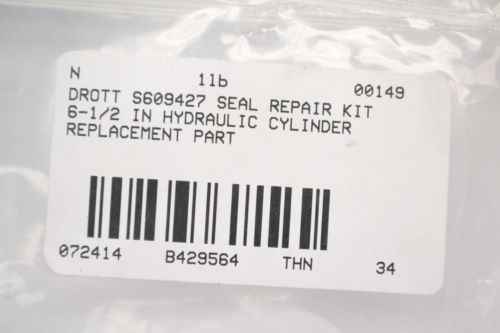 N 1lb 00149
DROTT S609427 SEAL REPAIR KIT
6-1/2 IN HYDRAULIC CYLINDER
REPLACEMENT PART
072414 B429564 THN 34